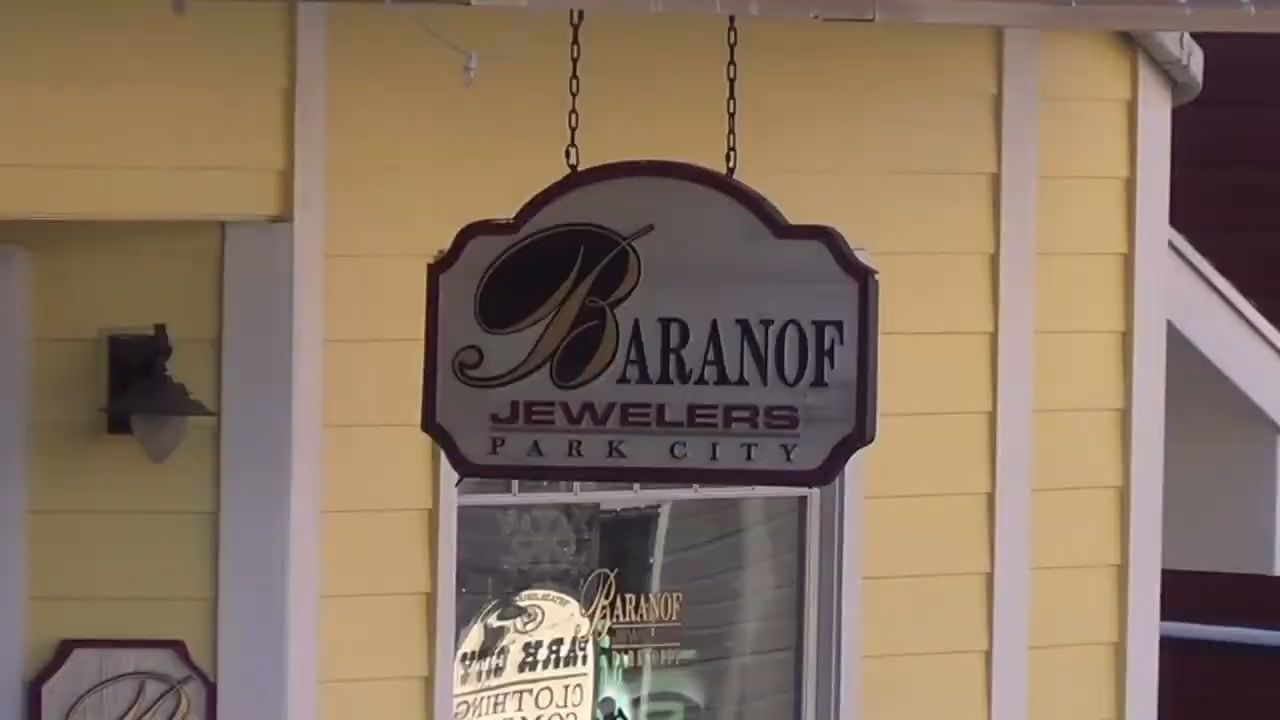 BARANOF
JEWELERS
PARK CITY
BARANOF
PARK CITY
CLOTHING
B